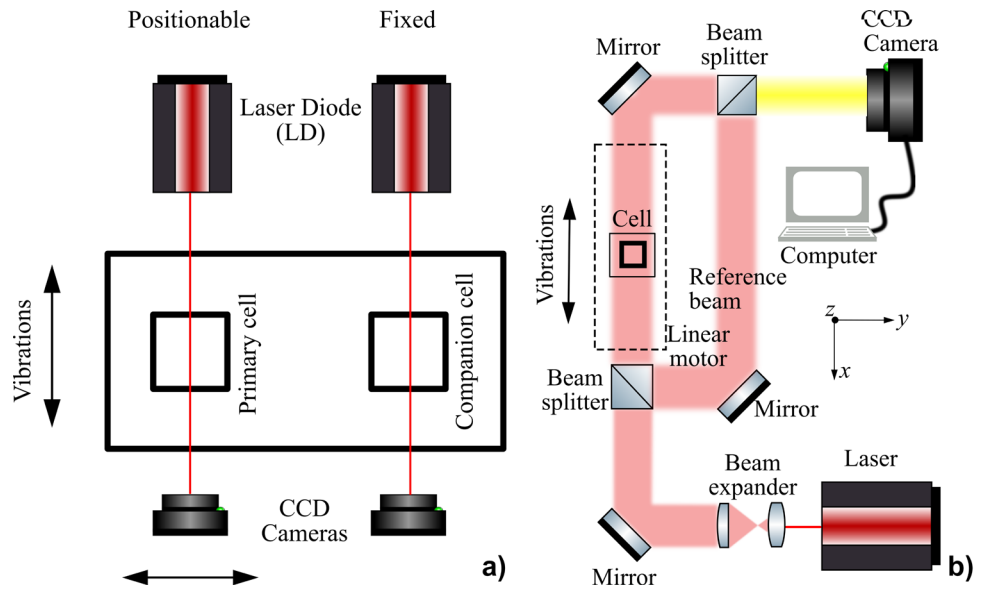 Positionable
Fixed
Laser Diode
(LD)
Vibrations
Primary cell
Companion cell
CCD
Cameras
a)
Mirror
Beam
splitter
CCD
Camera
Cell
Vibrations
Computer
Reference
beam
Linear
motor
z
y
x
Beam
splitter
Mirror
Beam
expander
Laser
Mirror
b)